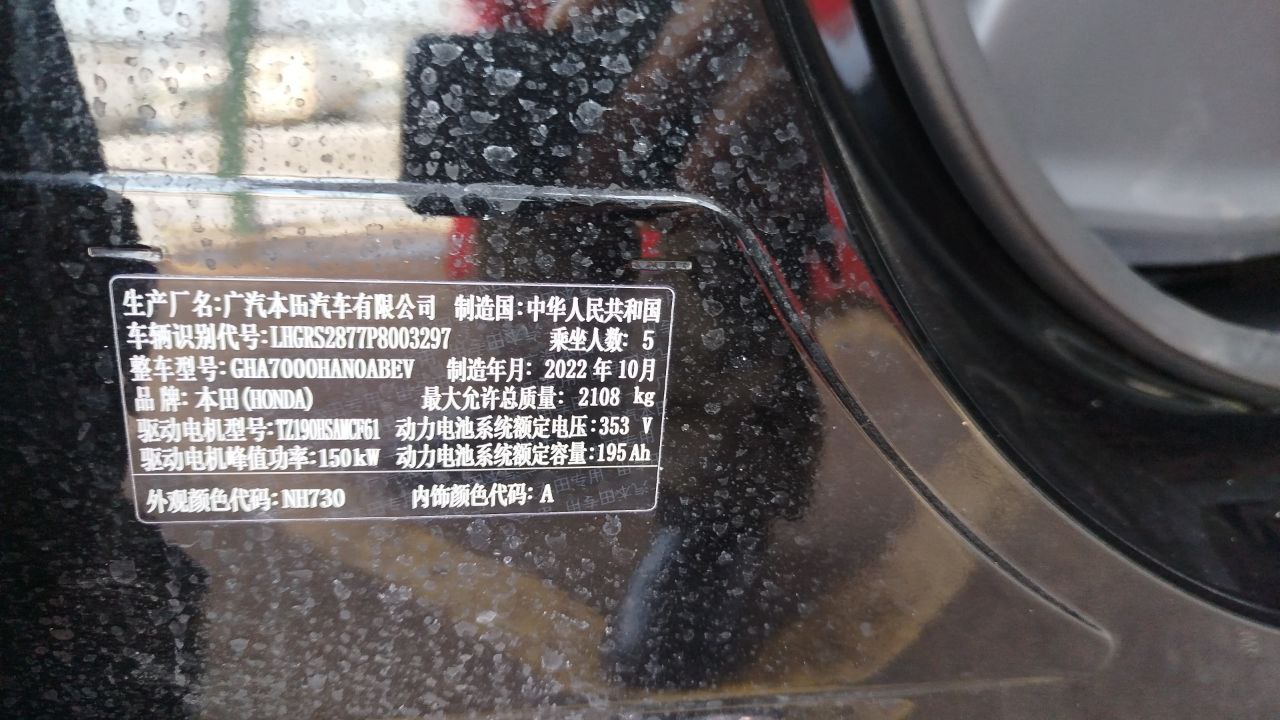 生产厂名:广汽本田汽车有限公司 制造国:中华人民共和国
车辆识别代号:LHGRS2877P8003297 乘坐人数: 5
整车型号:GHA7000HAN0ABEV 制造年月: 2022 年 10月
品 牌: 本田(HONDA) 最大允许总质量: 2108 kg
驱动电机型号:TZ190HSAMCF61 动力电池系统额定电压:353 V
驱动电机峰值功率:150kW 动力电池系统额定容量:195Ah
外观颜色代码: NH730 内饰颜色代码: A